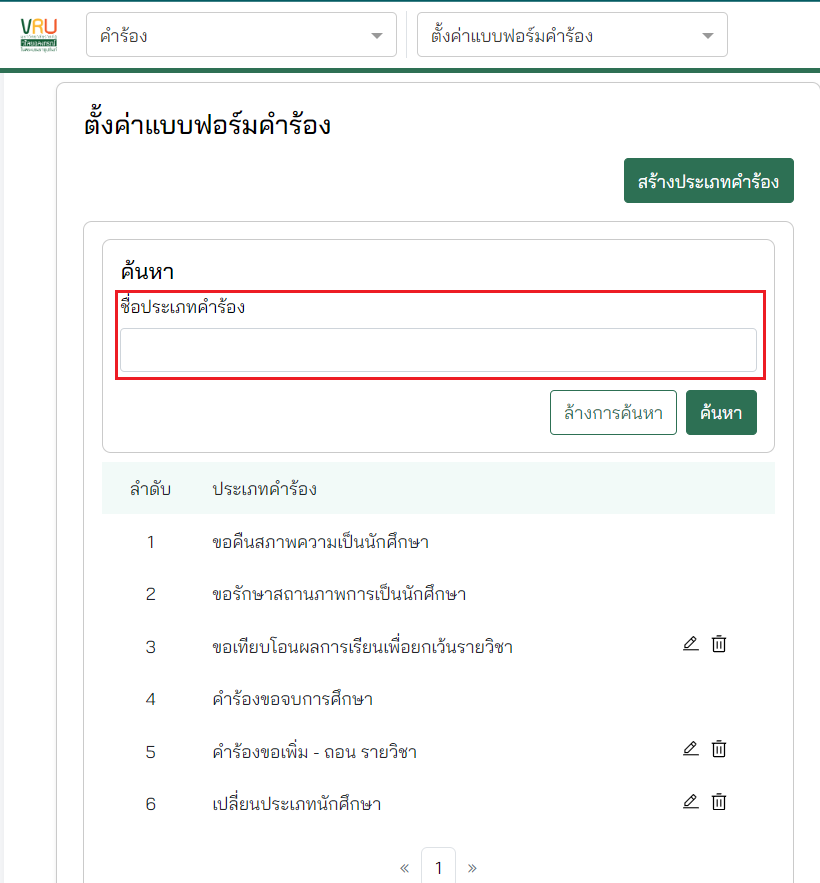 VRU
คำร้อง
ตั้งค่าแบบฟอร์มคำร้อง
ตั้งค่าแบบฟอร์มคำร้อง
สร้างประเภทคำร้อง
ค้นหา
ชื่อประเภทคำร้อง
ล้างการค้นหา ค้นหา
ลำดับ ประเภทคำร้อง
1 ขอคืนสภาพความเป็นนักศึกษา
2 ขอรักษาสถานภาพการเป็นนักศึกษา
3 ขอเทียบโอนผลการเรียนเพื่อยกเว้นรายวิชา
4 คำร้องขอจบการศึกษา
5 คำร้องขอเพิ่ม - ถอน รายวิชา
6 เปลี่ยนประเภทนักศึกษา
« 1 »